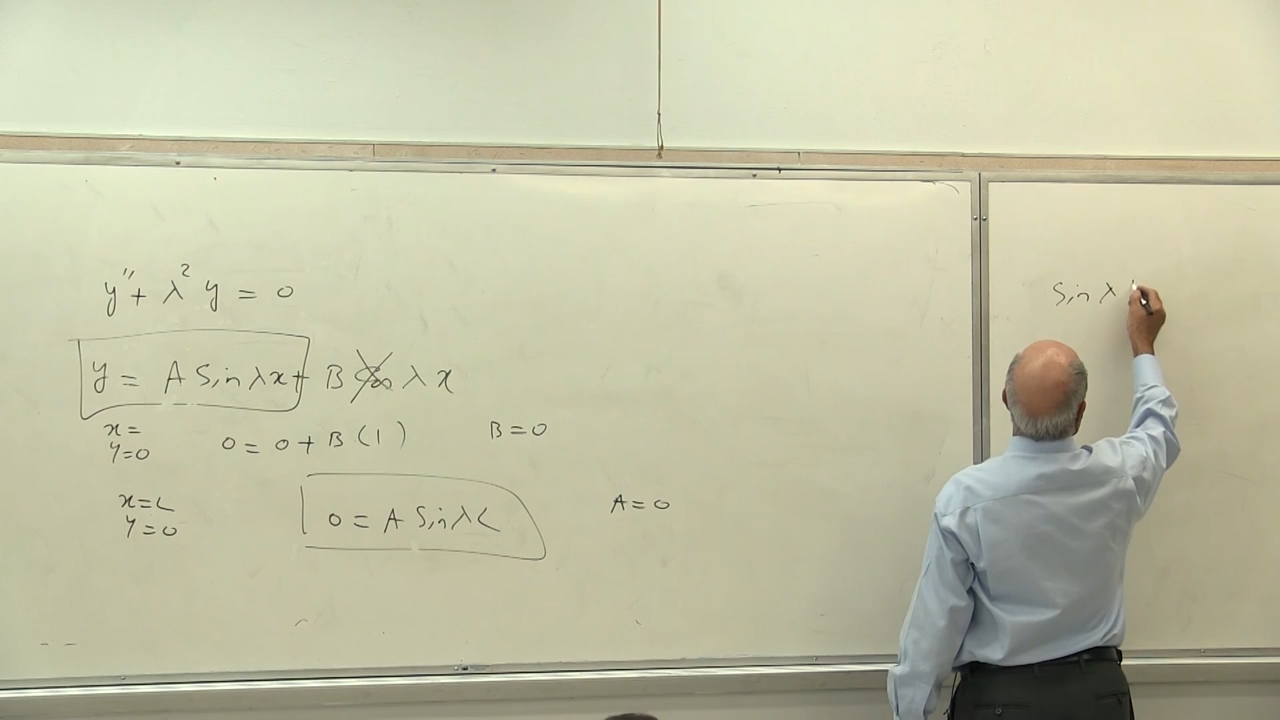 y'' + λ² y = 0
y = A Sin λx + B Cos λx
x=
y=0
0 = 0 + B(1)
B=0
x=L
y=0
0 = A Sin λL
A=0
Sin λ